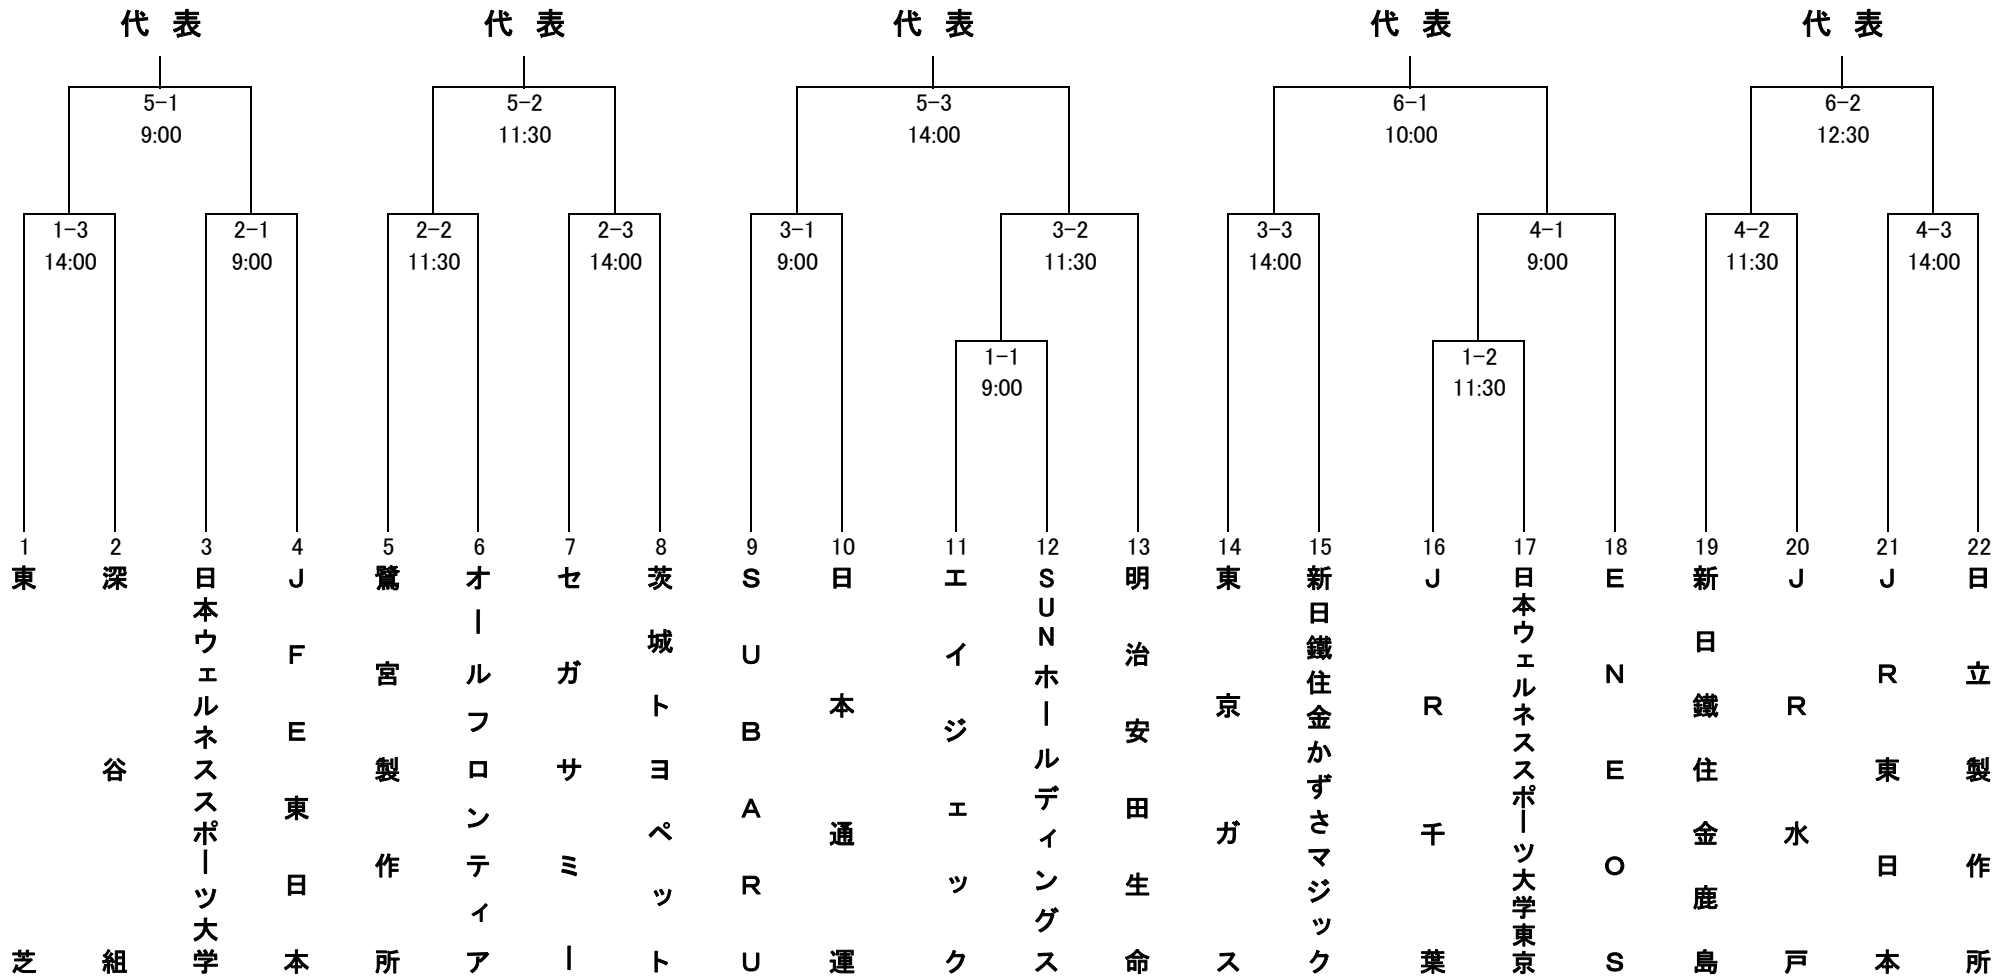 代 表
代 表
代 表
代 表
代 表
5-1
9:00
5-2
11:30
5-3
14:00
6-1
10:00
6-2
12:30
1-3
14:00
2-1
9:00
2-2
11:30
2-3
14:00
3-1
9:00
3-2
11:30
3-3
14:00
4-1
9:00
4-2
11:30
4-3
14:00
1-1
9:00
1-2
11:30
1
東芝
2
深谷組
3
日本ウェルネススポーツ大学
4
ＪＦＥ東日本
5
鷺宮製作所
6
オールフロンティア
7
セガサミー
8
茨城トヨペット
9
ＳＵＢＡＲＵ
10
日本通運
11
エイジェック
12
ＳＵＮホールディングス
13
明治安田生命
14
東京ガス
15
新日鐵住金かずさマジック
16
ＪＲ千葉
17
日本ウェルネススポーツ大学東京
18
ＥＮＥＯＳ
19
新日鐵住金鹿島
20
ＪＲ水戸
21
ＪＲ東日本
22
日立製作所